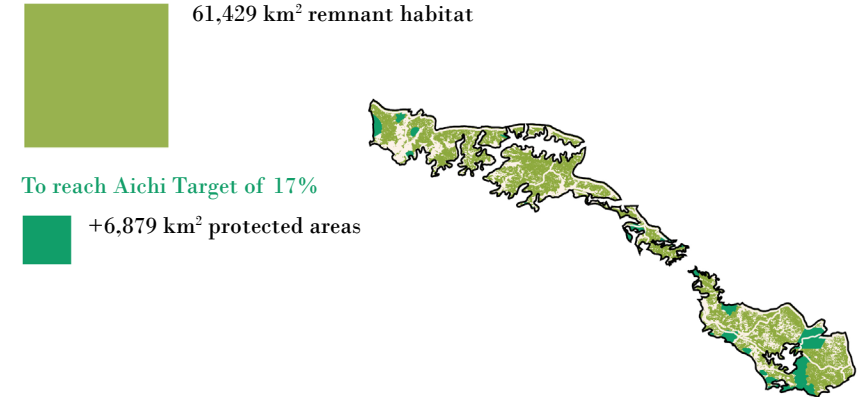 61,429 km² remnant habitat
To reach Aichi Target of 17%
+6,879 km² protected areas